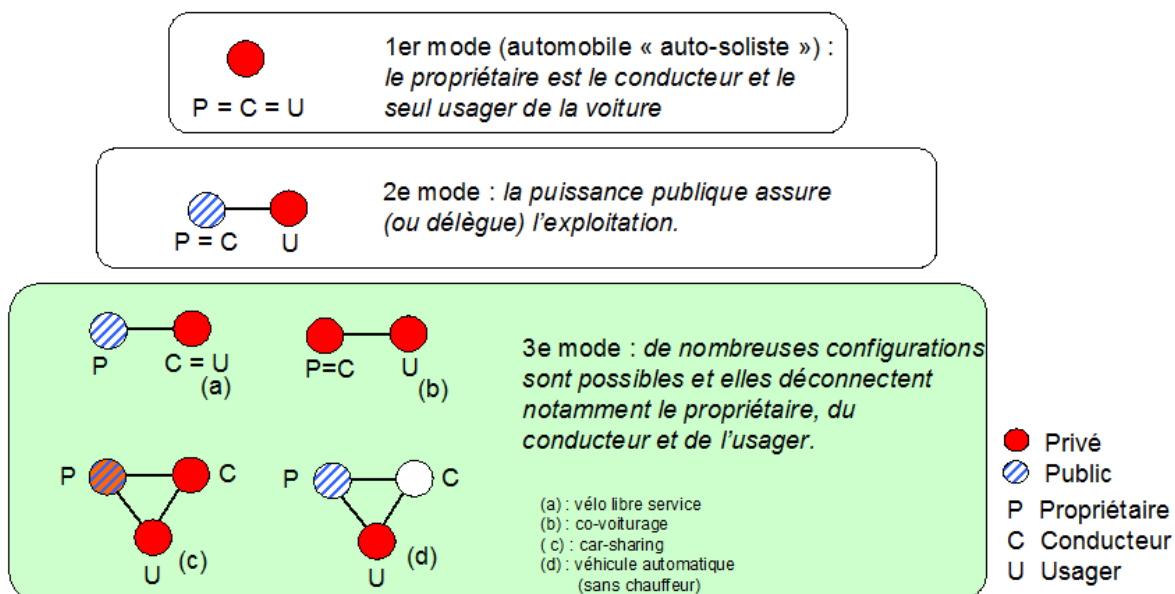 1er mode (automobile « auto-soliste ») :
le propriétaire est le conducteur et le
seul usager de la voiture
P = C = U
2e mode : la puissance publique assure
(ou délègue) l'exploitation.
P = C
U
P
C = U
(a)
P=C
U
(b)
3e mode : de nombreuses configurations
sont possibles et elles déconnectent
notamment le propriétaire, du
conducteur et de l'usager.
P
C
U
(c)
P
C
U
(d)
(a) : vélo libre service
(b) : co-voiturage
( c) : car-sharing
(d) : véhicule automatique
(sans chauffeur)
Privé
Public
P Propriétaire
C Conducteur
U Usager